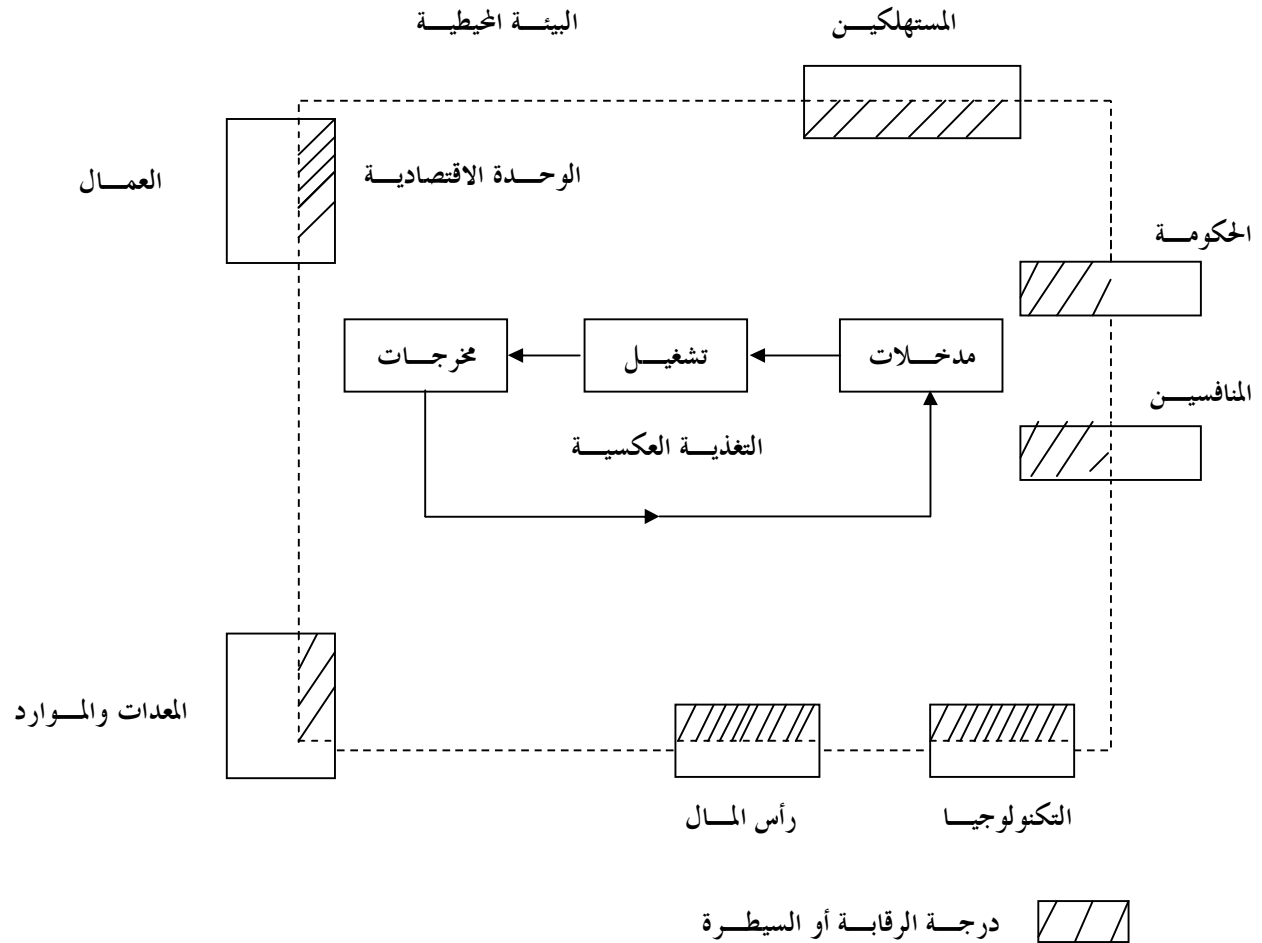 البيئة المحيطية
المستهلكين
العمال
الوحدة الاقتصادية
الحكومة
مدخلات
تشغيل
مخرجات
المنافسين
التغذية العكسية
المعدات والموارد
التكنولوجيا
رأس المال
درجة الرقابة أو السيطرة